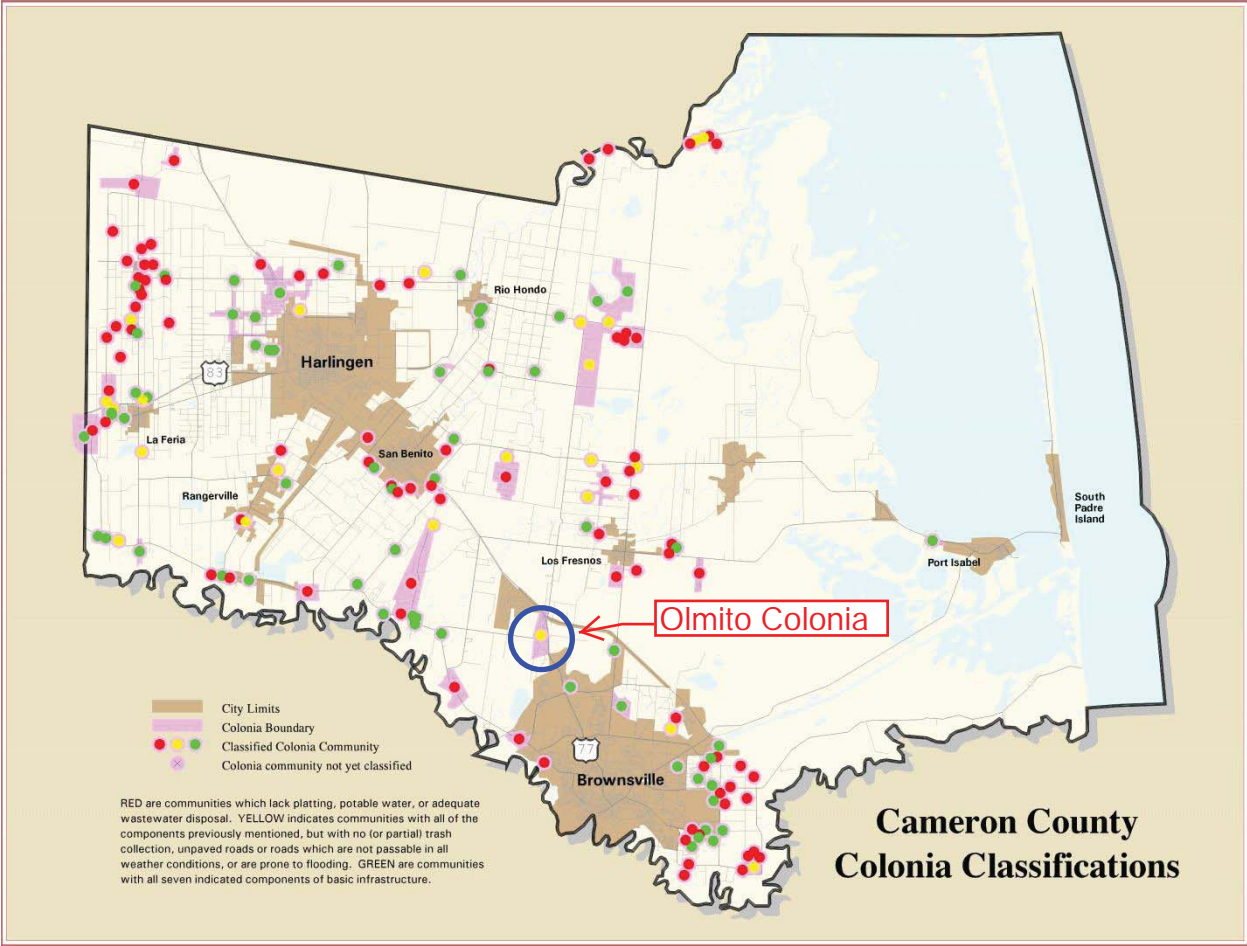 Rio Hondo
Harlingen
83
La Feria
San Benito
Rangerville
South
Padre
Island
Los Fresnos
Port Isabel
Olmito Colonia
77
Brownsville
City Limits
Colonia Boundary
Classified Colonia Community
Colonia community not yet classified
RED are communities which lack platting, potable water, or adequate
wastewater disposal. YELLOW indicates communities with all of the
components previously mentioned, but with no (or partial) trash
collection, unpaved roads or roads which are not passable in all
weather conditions, or are prone to flooding. GREEN are communities
with all seven indicated components of basic infrastructure.
Cameron County
Colonia Classifications